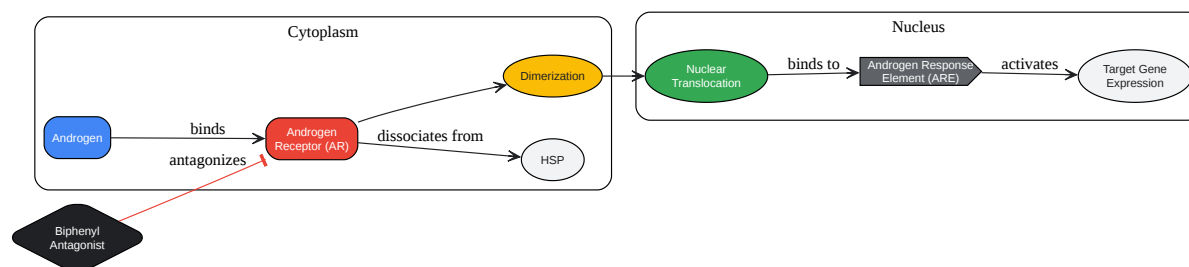 Cytoplasm
Nucleus
Androgen
binds
antagonizes
Androgen
Receptor (AR)
dissociates from
Dimerization
HSP
Nuclear
Translocation
binds to
Androgen Response
Element (ARE)
activates
Target Gene
Expression
Biphenyl
Antagonist